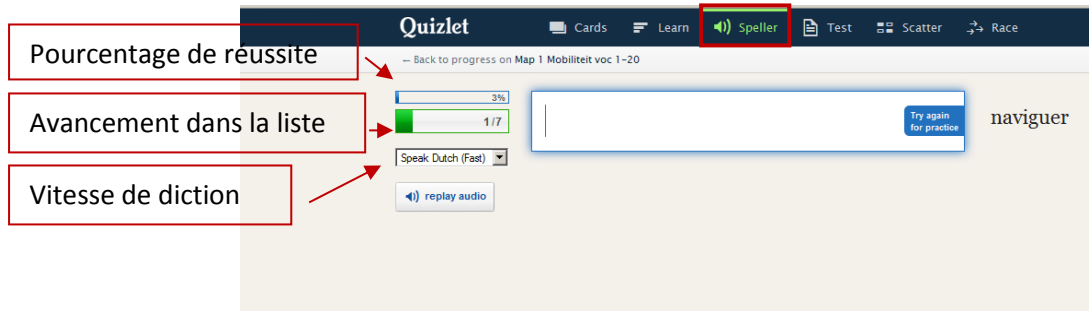 Quizlet Cards Learn Speller Test Scatter Race
Pourcentage de réussite
← Back to progress on Map 1 Mobiliteit voc 1-20
3%
Avancement dans la liste
1/7
Try again
for practice
naviguer
Speak Dutch (Fast)
Vitesse de diction
replay audio